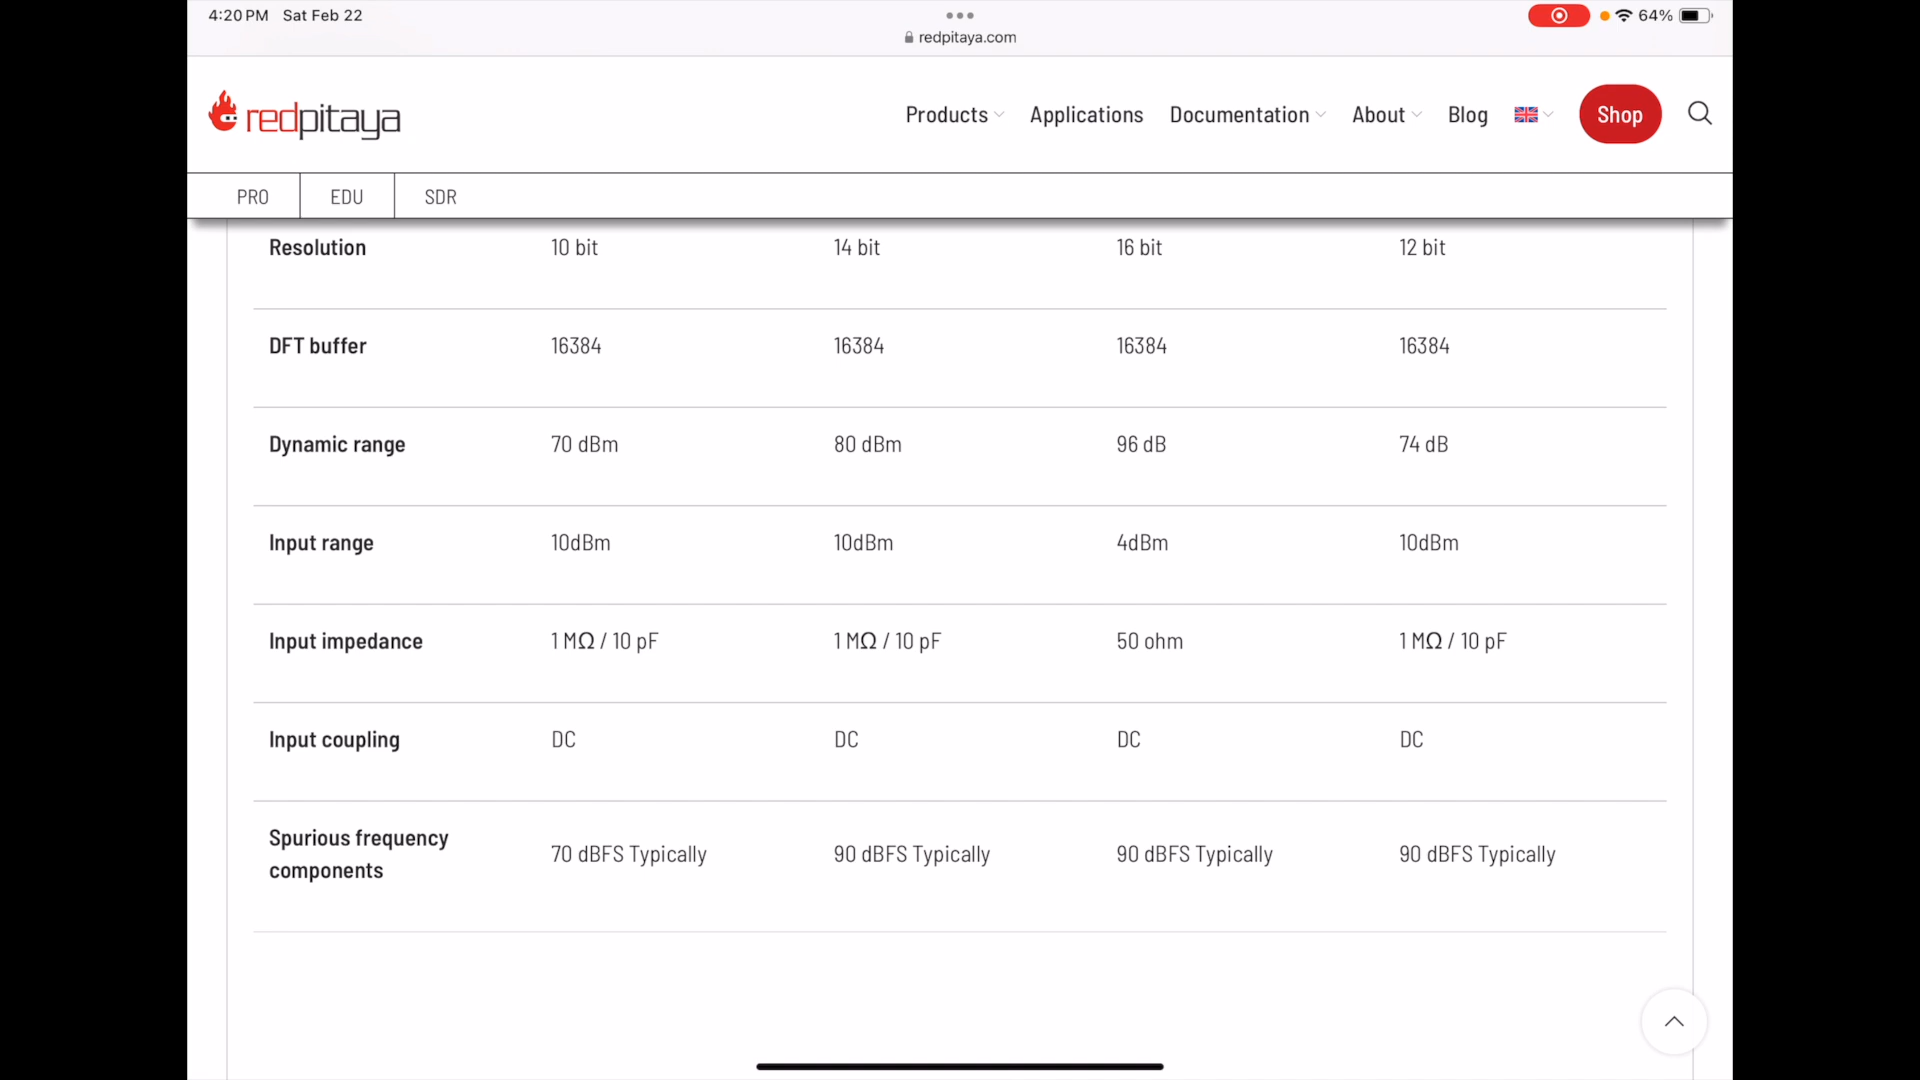 4:20 PM Sat Feb 22
64%
redpitaya.com
redpitaya
Products
Applications
Documentation
About
Blog
Shop
PRO
EDU
SDR
Resolution 10 bit 14 bit 16 bit 12 bit
DFT buffer 16384 16384 16384 16384
Dynamic range 70 dBm 80 dBm 96 dB 74 dB
Input range 10dBm 10dBm 4dBm 10dBm
Input impedance 1 MΩ / 10 pF 1 MΩ / 10 pF 50 ohm 1 MΩ / 10 pF
Input coupling DC DC DC DC
Spurious frequency
components 70 dBFS Typically 90 dBFS Typically 90 dBFS Typically 90 dBFS Typically